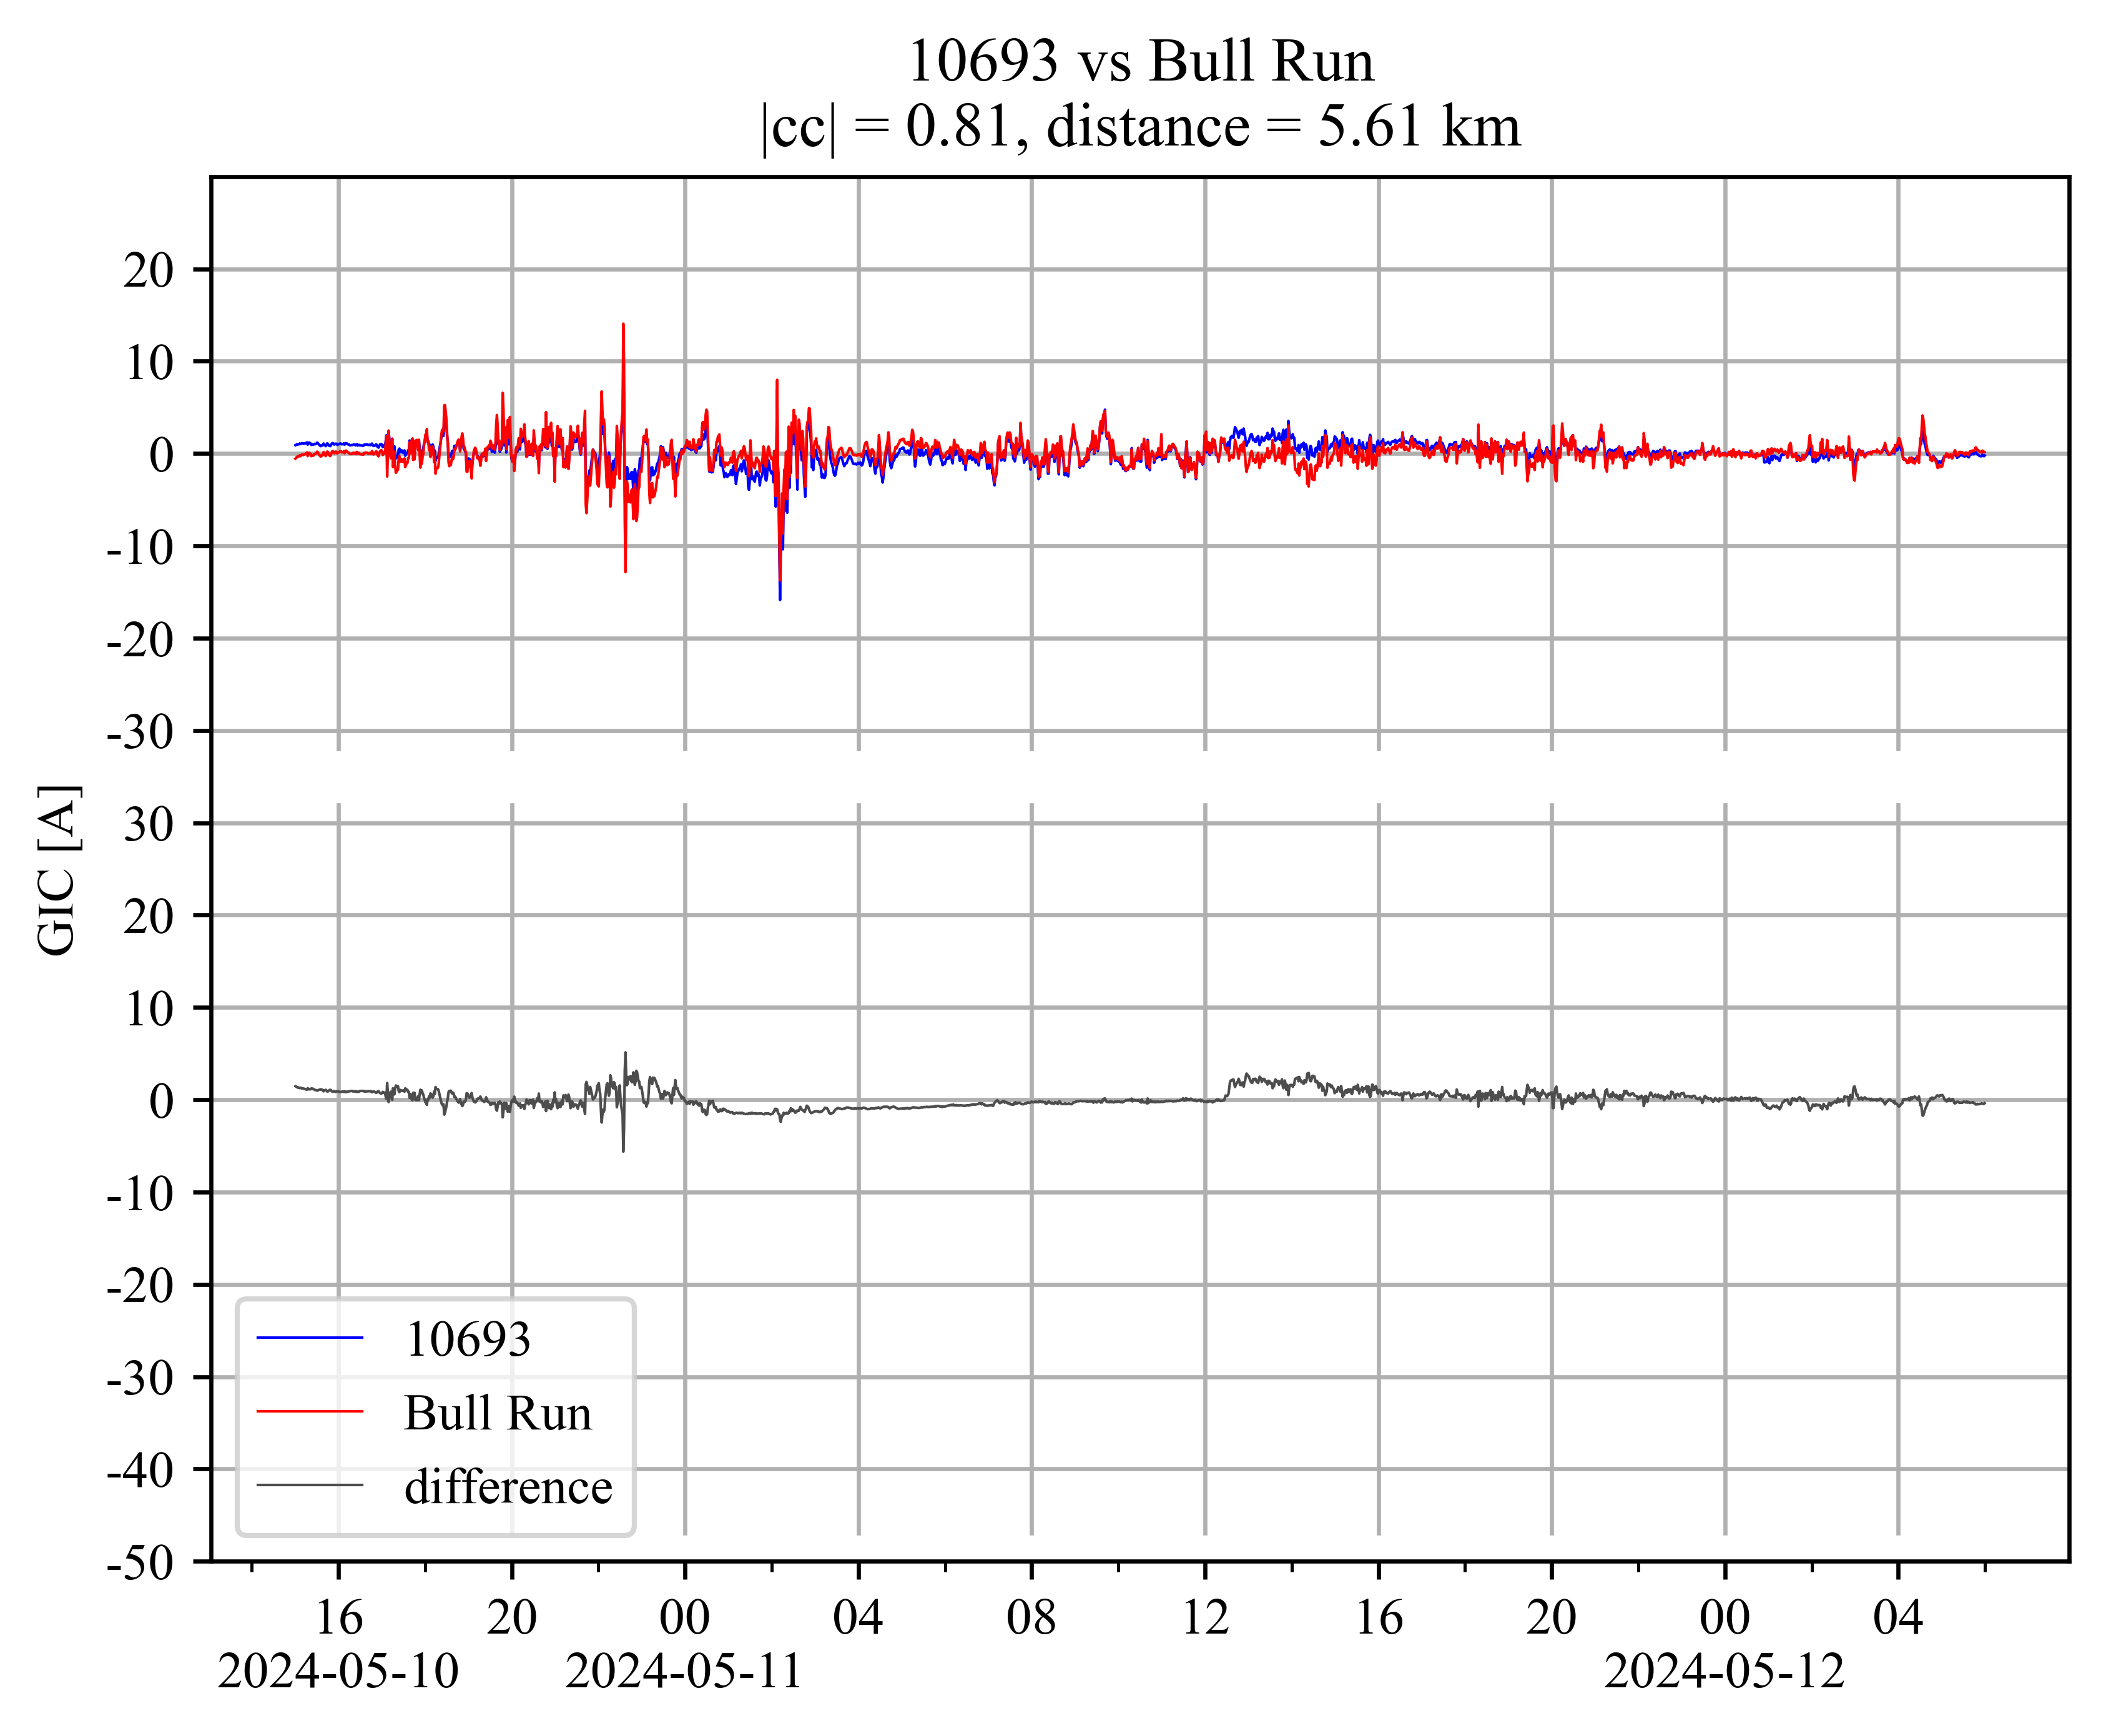 10693 vs Bull Run
|cc| = 0.81, distance = 5.61 km
20
10
0
-10
-20
-30
30
20
10
0
-10
-20
-30
-40
-50
GIC [A]
10693
Bull Run
difference
16 20 00 04 08 12 16 20 00 04
2024-05-10 2024-05-11 2024-05-12